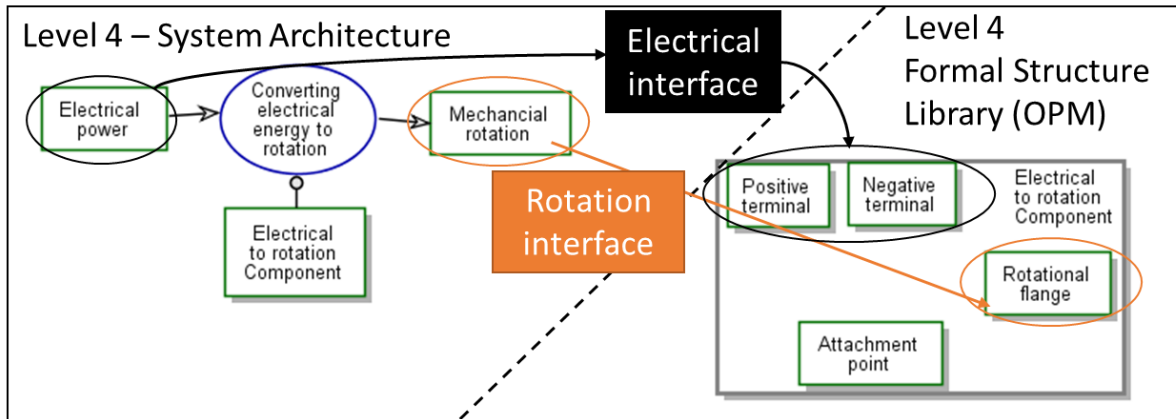 Level 4 – System Architecture
Electrical
power
Converting
electrical
energy to
rotation
Mechancial
rotation
Electrical
to rotation
Component
Electrical
interface
Rotation
interface
Level 4
Formal Structure
Library (OPM)
Positive
terminal
Negative
terminal
Electrical
to rotation
Component
Rotational
flange
Attachment
point